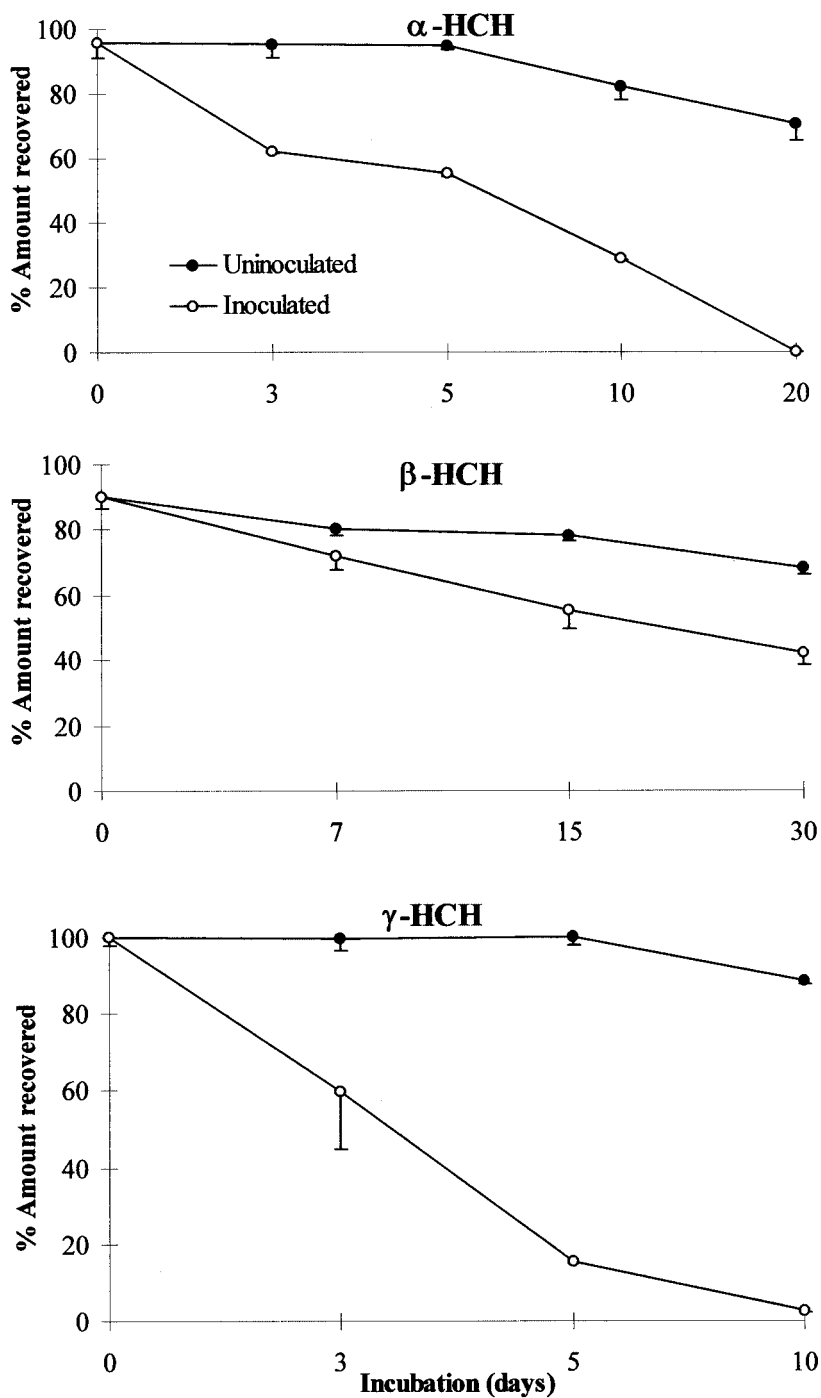 α-HCH
% Amount recovered
100
80
60
40
20
0
Uninoculated
Inoculated
0 3 5 10 20
β-HCH
% Amount recovered
100
80
60
40
20
0
0 7 15 30
γ-HCH
% Amount recovered
100
80
60
40
20
0
0 3 5 10
Incubation (days)